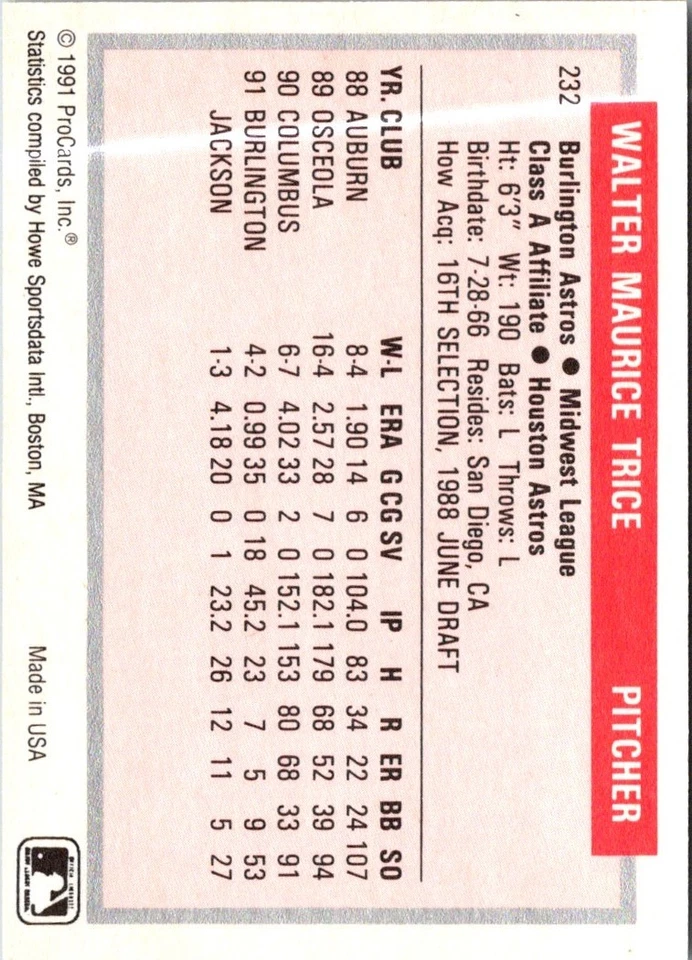 WALTER MAURICE TRICE PITCHER
232 Burlington Astros ● Midwest League
Class A Affiliate ● Houston Astros
Ht: 6'3" Wt: 190 Bats: L Throws: L
Birthdate: 7-28-66 Resides: San Diego, CA
How Acq: 16TH SELECTION, 1988 JUNE DRAFT
YR. CLUB W-L ERA G CG SV IP H R ER BB SO
88 AUBURN 8-4 1.90 14 6 0 104.0 83 34 22 24 107
89 OSCEOLA 16-4 2.57 28 7 0 182.1 179 68 52 39 94
90 COLUMBUS 6-7 4.02 33 2 0 152.1 153 80 68 33 91
91 BURLINGTON 4-2 0.99 35 0 18 45.2 23 7 5 9 53
JACKSON 1-3 4.18 20 0 1 23.2 26 12 11 5 27
© 1991 ProCards, Inc.® Made in USA
Statistics compiled by Howe Sportsdata Intl., Boston, MA